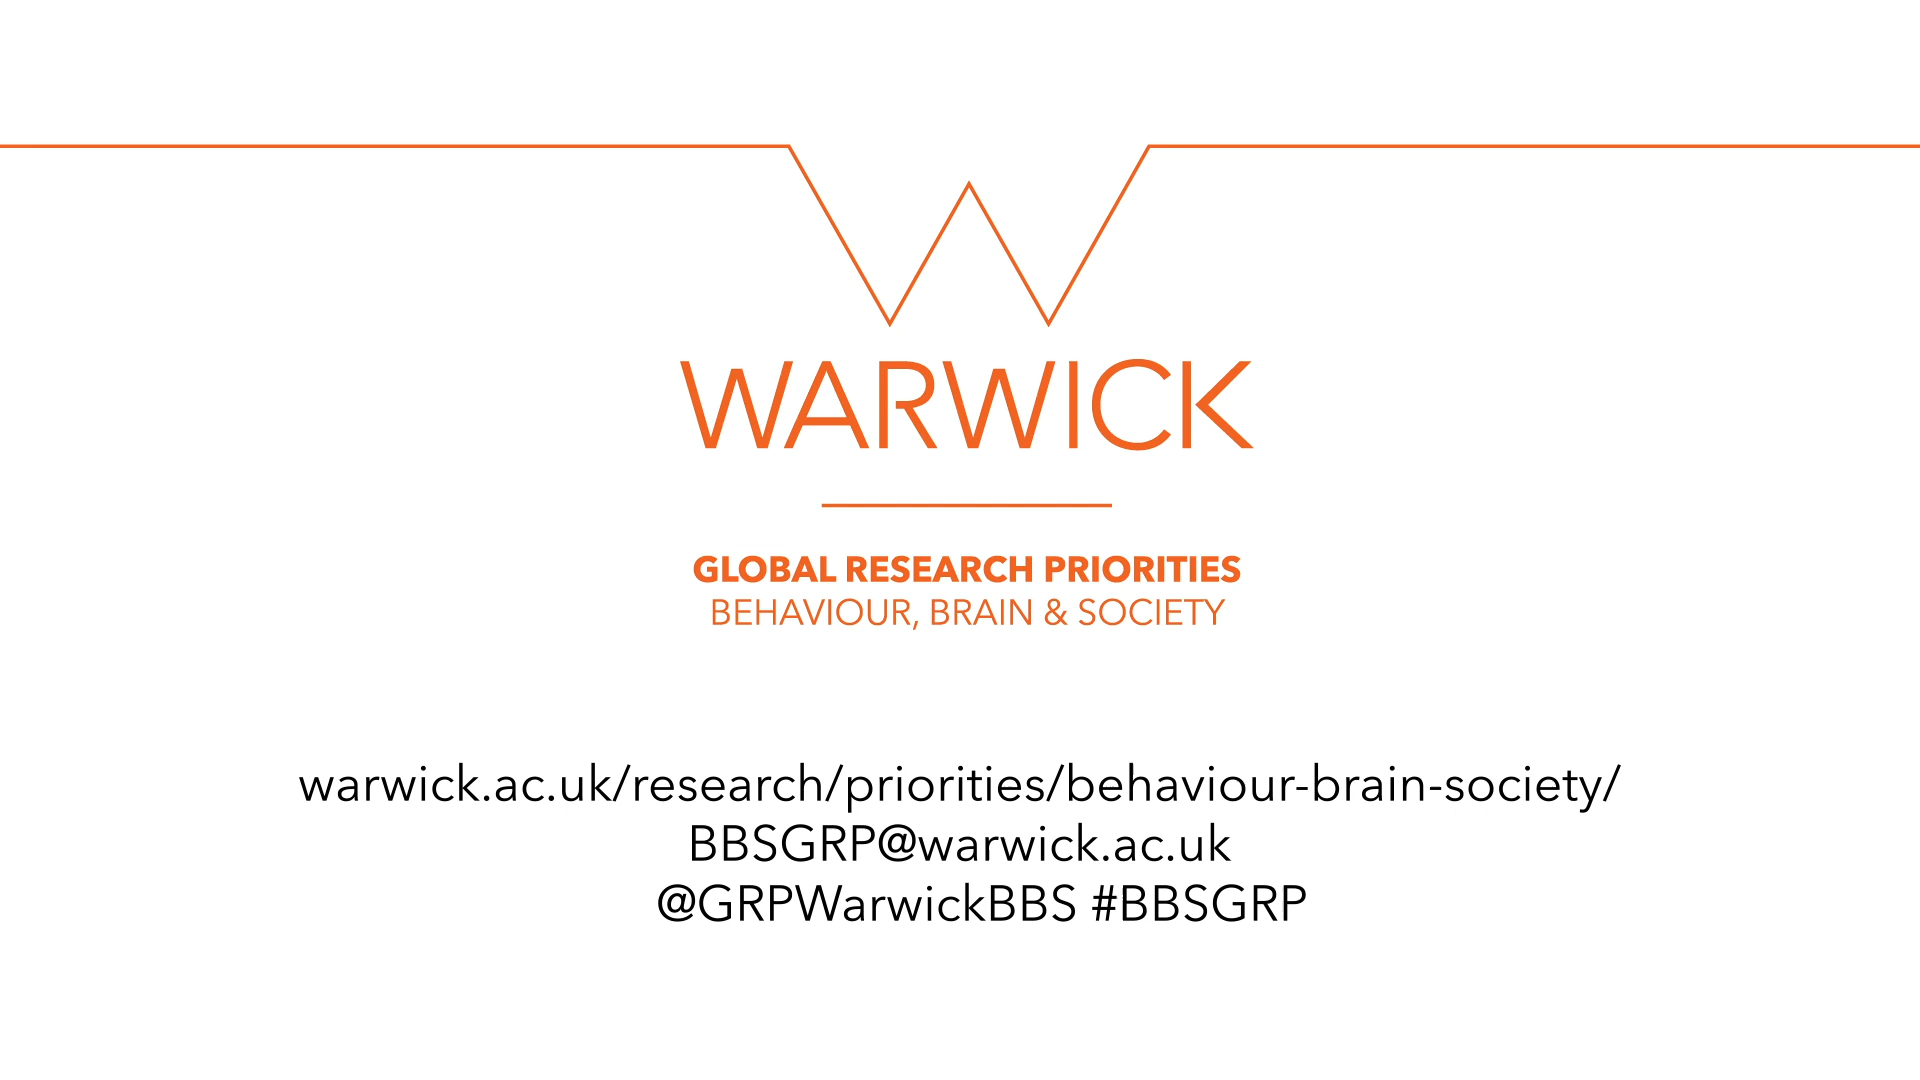 WARWICK
GLOBAL RESEARCH PRIORITIES
BEHAVIOUR, BRAIN & SOCIETY
warwick.ac.uk/research/priorities/behaviour-brain-society/
BBSGRP@warwick.ac.uk
@GRPWarwickBBS #BBSGRP